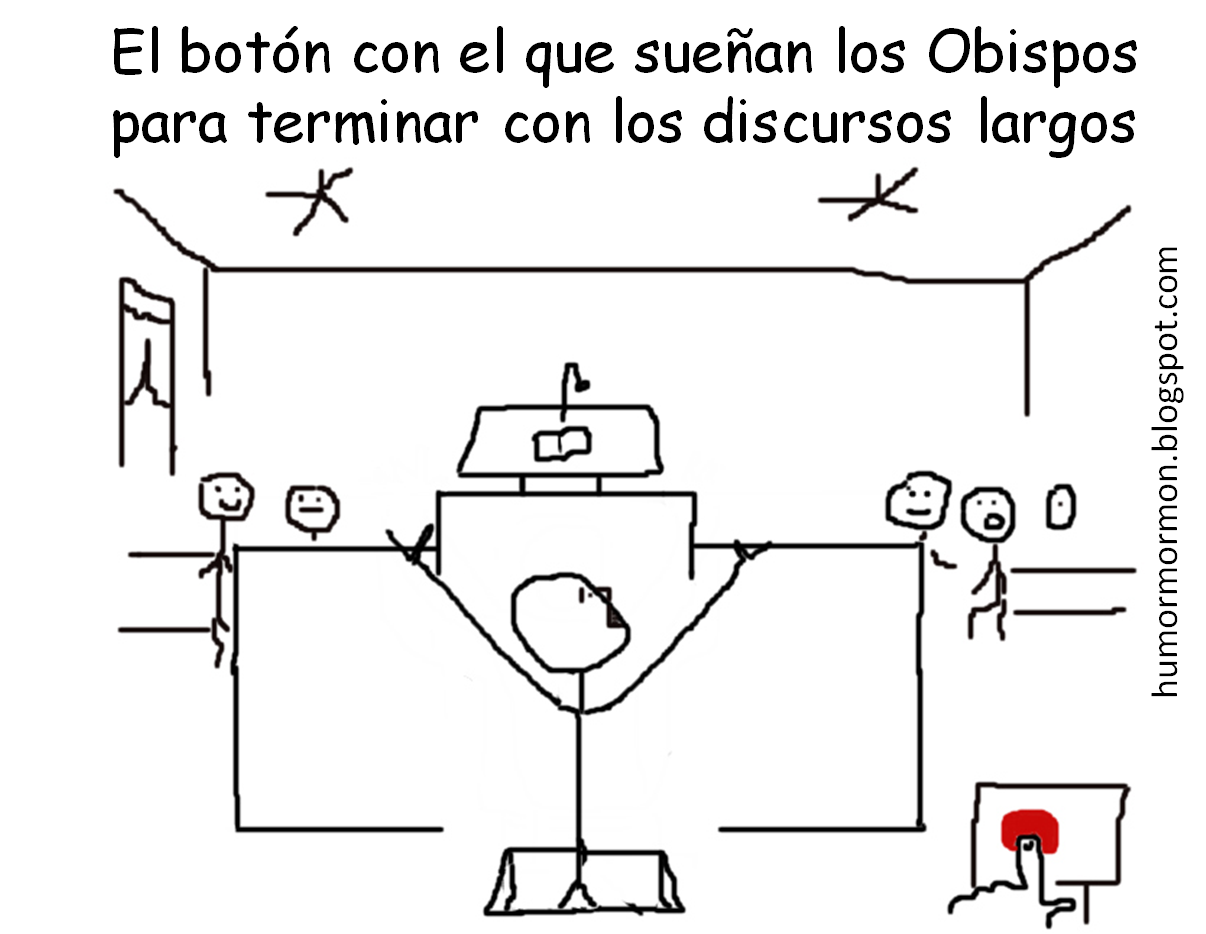 El botón con el que sueñan los Obispos
para terminar con los discursos largos
humormormon.blogspot.com